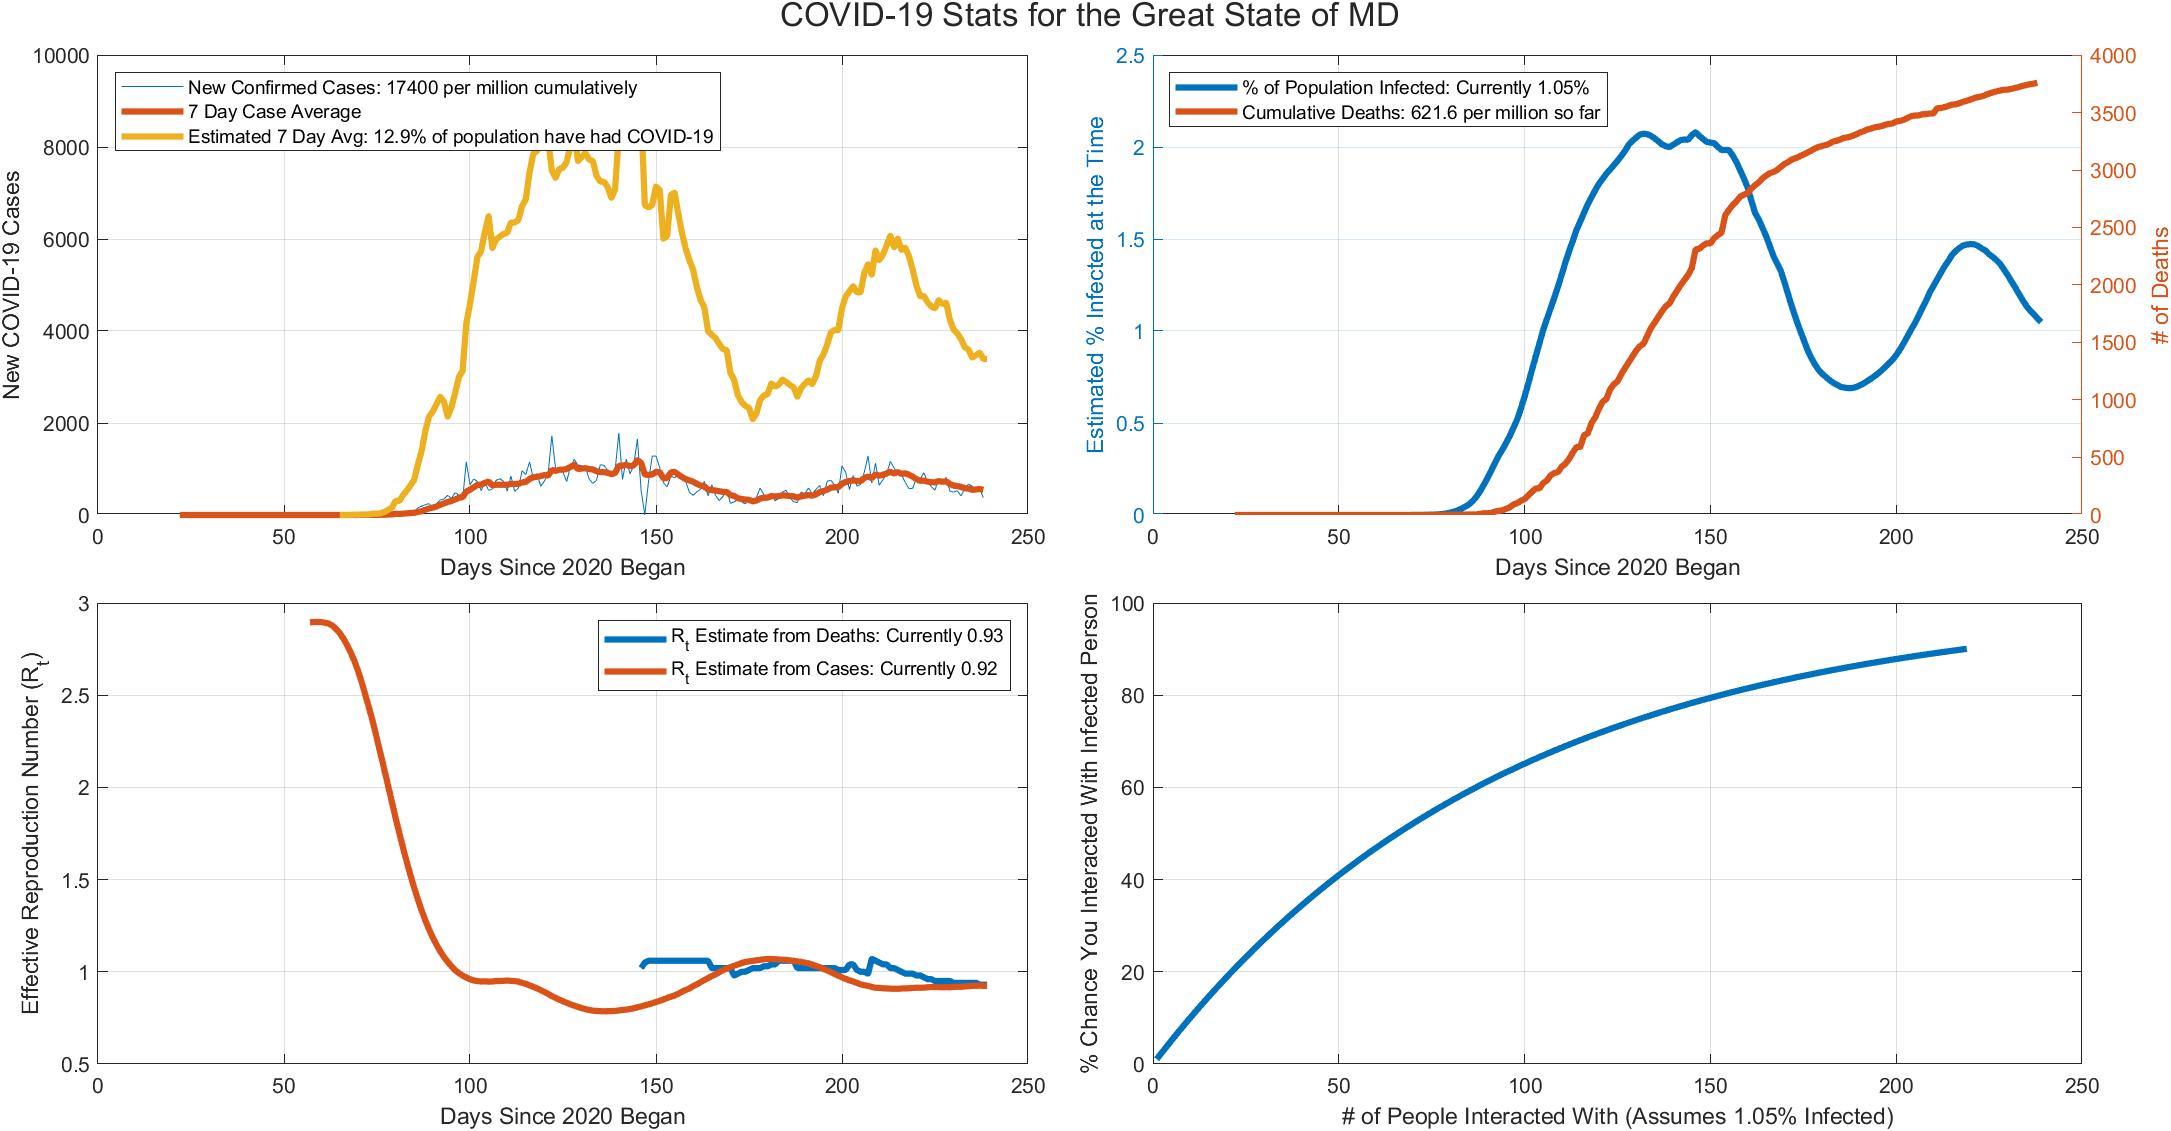 COVID-19 Stats for the Great State of MD
10000
8000
6000
4000
2000
0
New COVID-19 Cases
New Confirmed Cases: 17400 per million cumulatively
7 Day Case Average
Estimated 7 Day Avg: 12.9% of population have had COVID-19
0 50 100 150 200 250
Days Since 2020 Began
2.5
2
1.5
1
0.5
0
Estimated % Infected at the Time
% of Population Infected: Currently 1.05%
Cumulative Deaths: 621.6 per million so far
4000
3500
3000
2500
2000
1500
1000
500
0
# of Deaths
0 50 100 150 200 250
Days Since 2020 Began
3
2.5
2
1.5
1
0.5
Effective Reproduction Number (Rt)
Rt Estimate from Deaths: Currently 0.93
Rt Estimate from Cases: Currently 0.92
0 50 100 150 200 250
Days Since 2020 Began
100
80
60
40
20
0
% Chance You Interacted With Infected Person
0 50 100 150 200 250
# of People Interacted With (Assumes 1.05% Infected)